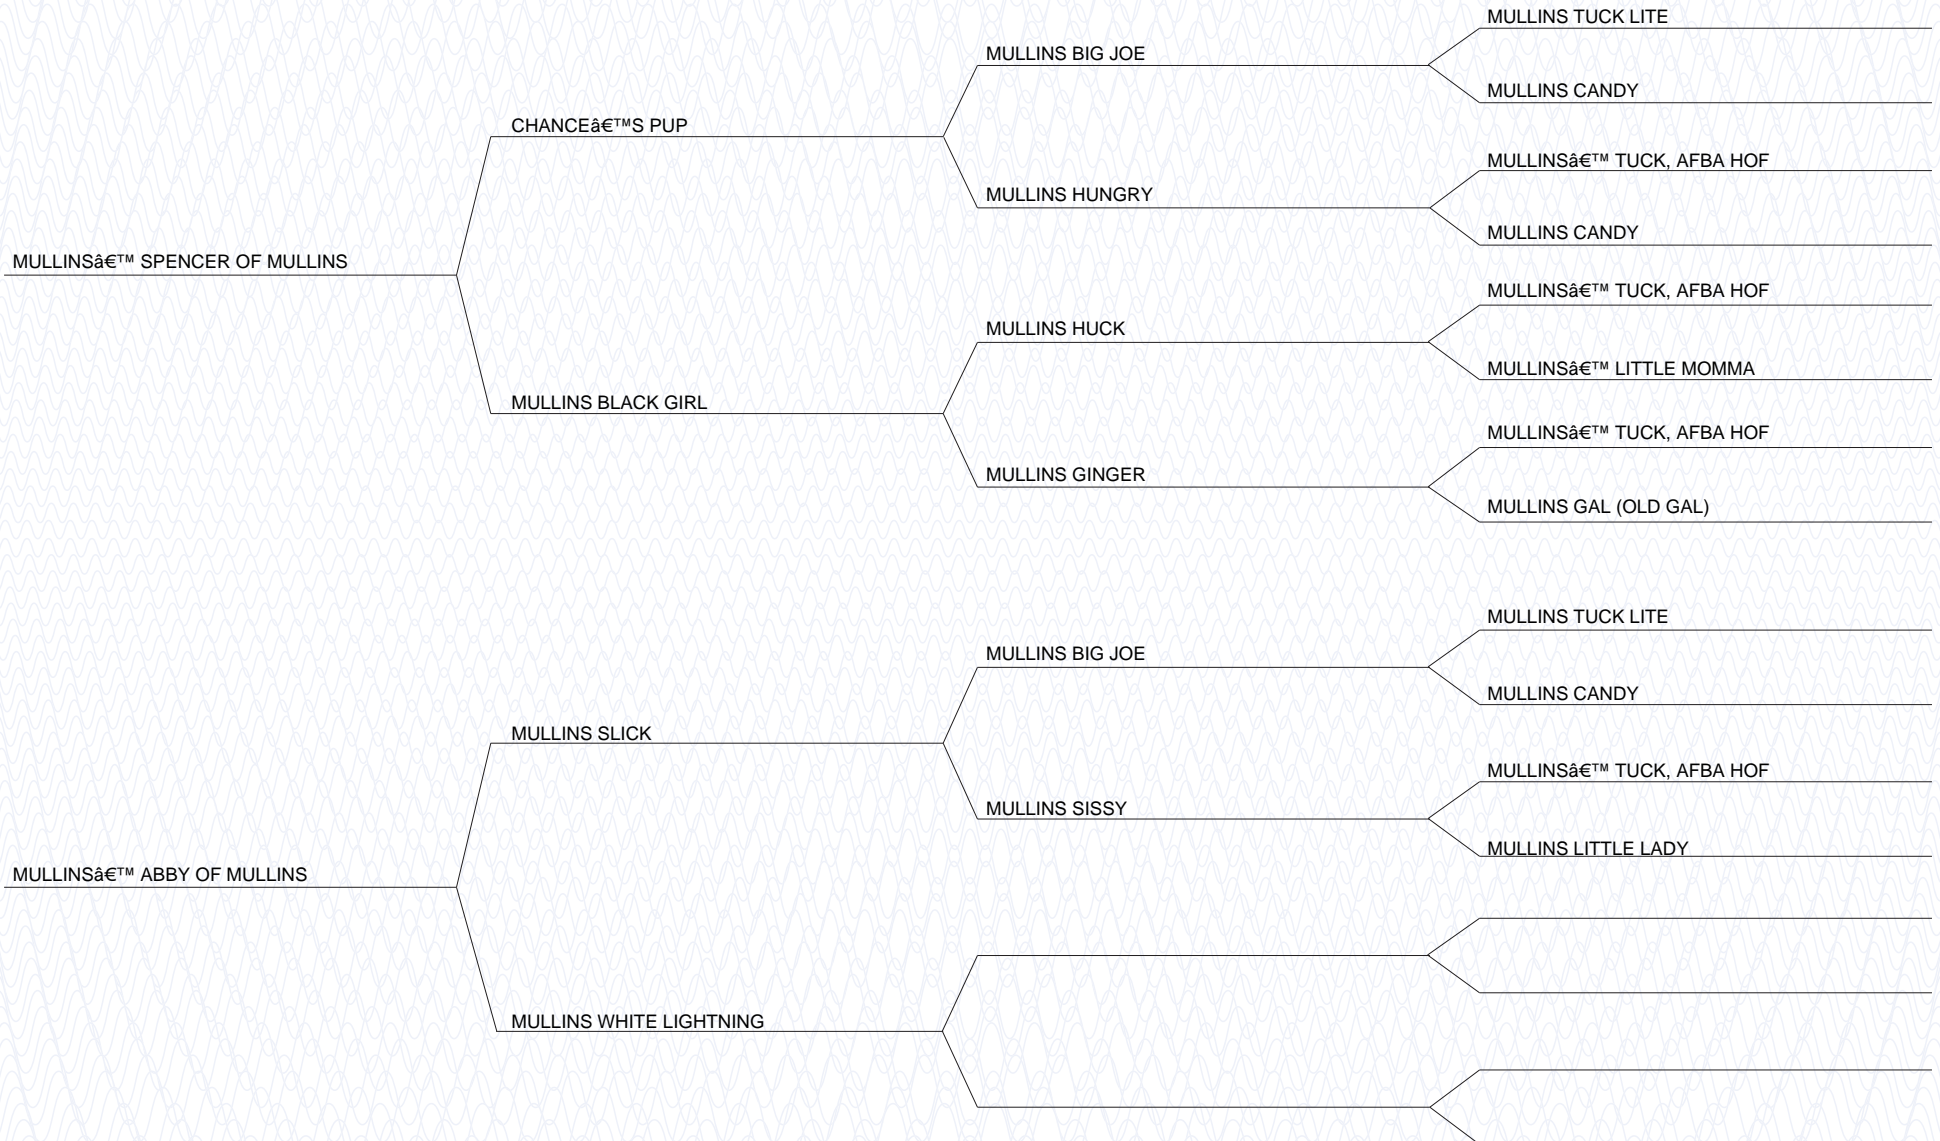 MULLINS TUCK LITE
MULLINS BIG JOE
MULLINS CANDY
CHANCEâ€™S PUP
MULLINSâ€™ TUCK, AFBA HOF
MULLINS HUNGRY
MULLINS CANDY
MULLINSâ€™ SPENCER OF MULLINS
MULLINSâ€™ TUCK, AFBA HOF
MULLINS HUCK
MULLINSâ€™ LITTLE MOMMA
MULLINS BLACK GIRL
MULLINSâ€™ TUCK, AFBA HOF
MULLINS GINGER
MULLINS GAL (OLD GAL)
MULLINS TUCK LITE
MULLINS BIG JOE
MULLINS CANDY
MULLINS SLICK
MULLINSâ€™ TUCK, AFBA HOF
MULLINS SISSY
MULLINS LITTLE LADY
MULLINSâ€™ ABBY OF MULLINS
MULLINS WHITE LIGHTNING